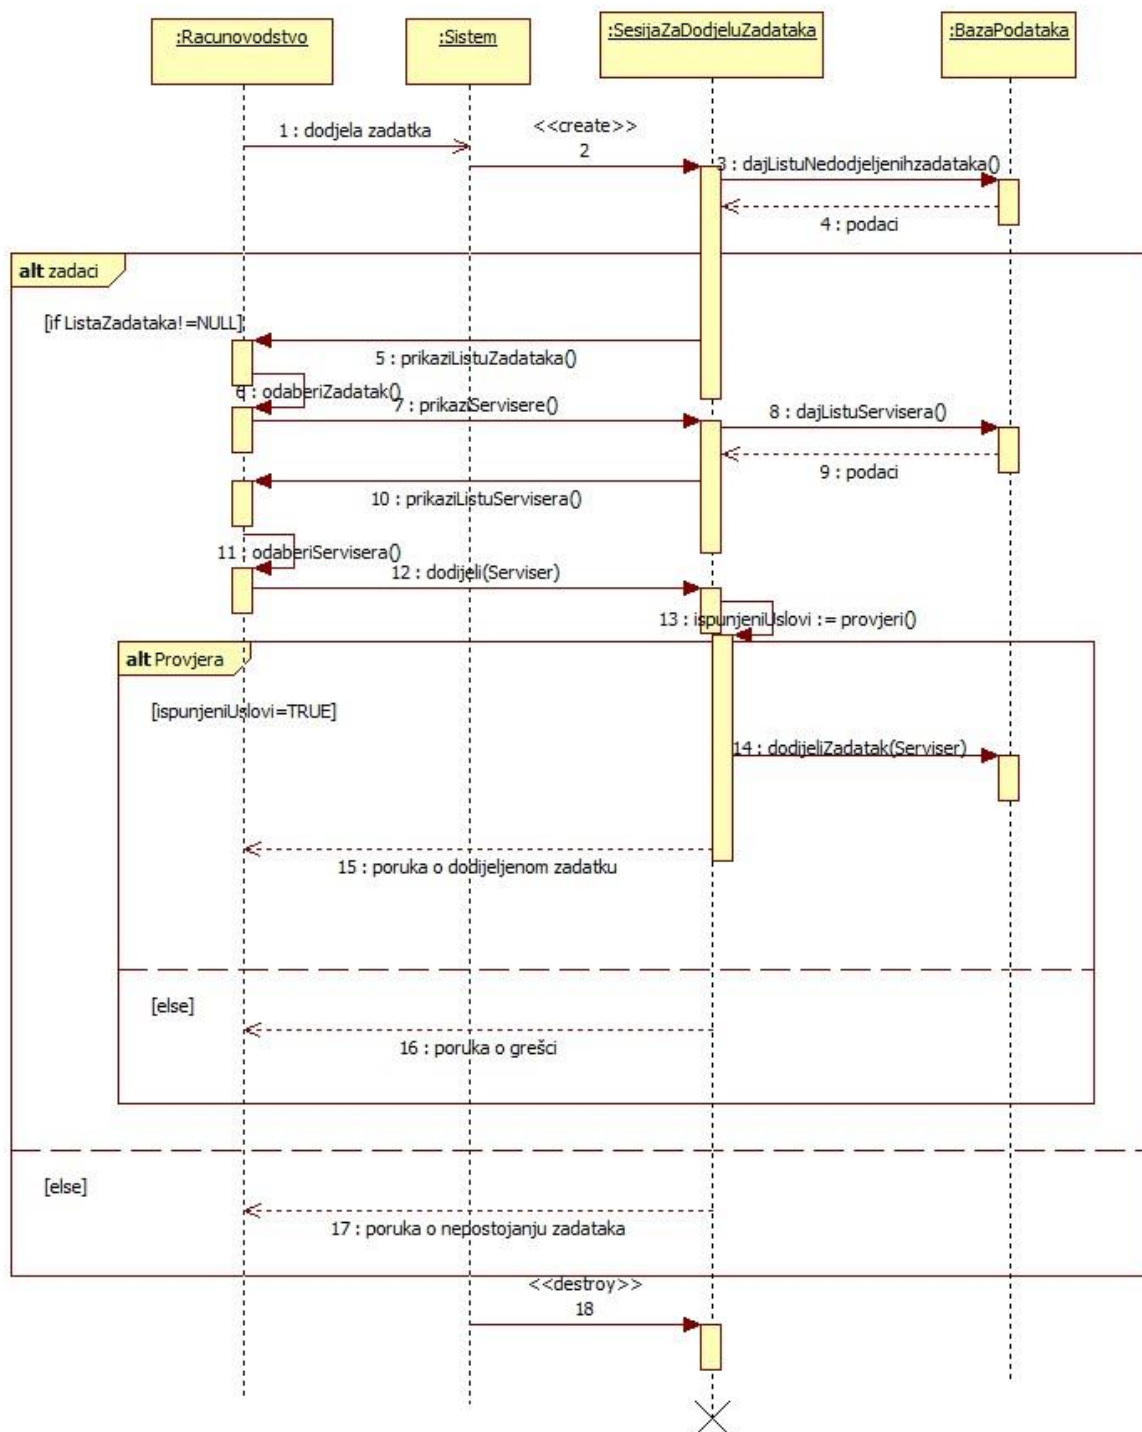 :Racunovodstvo
:Sistem
:SesijaZaDodjeluZadataka
:BazaPodataka
1 : dodjela zadatka
<<create>>
2
3 : dajListuNedodjeljenihzadataka()
4 : podaci
alt zadaci
[if ListaZadataka!=NULL]
5 : prikaziListuZadataka()
6 : odaberiZadatak()
7 : prikaziServisere()
8 : dajListuServisera()
9 : podaci
10 : prikaziListuServisera()
11 : odaberiServisera()
12 : dodijeli(Serviser)
13 : ispunjeniUslovi := provjeri()
alt Provjera
[ispunjeniUslovi=TRUE]
14 : dodijeliZadatak(Serviser)
15 : poruka o dodijeljenom zadatku
[else]
16 : poruka o grešci
[else]
17 : poruka o nepostojanju zadataka
<<destroy>>
18